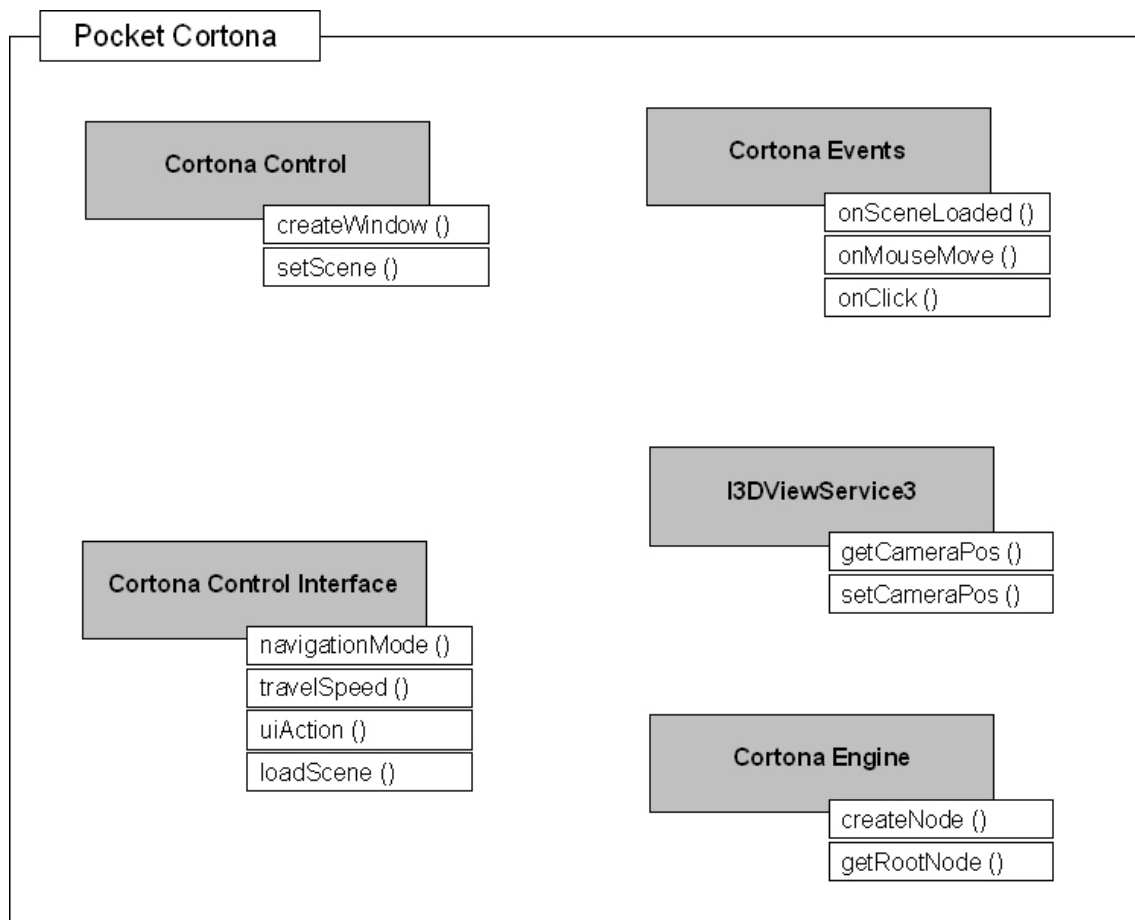 Pocket Cortona
Cortona Control
createWindow ()
setScene ()
Cortona Events
onSceneLoaded ()
onMouseMove ()
onClick ()
Cortona Control Interface
navigationMode ()
travelSpeed ()
uiAction ()
loadScene ()
I3DViewService3
getCameraPos ()
setCameraPos ()
Cortona Engine
createNode ()
getRootNode ()